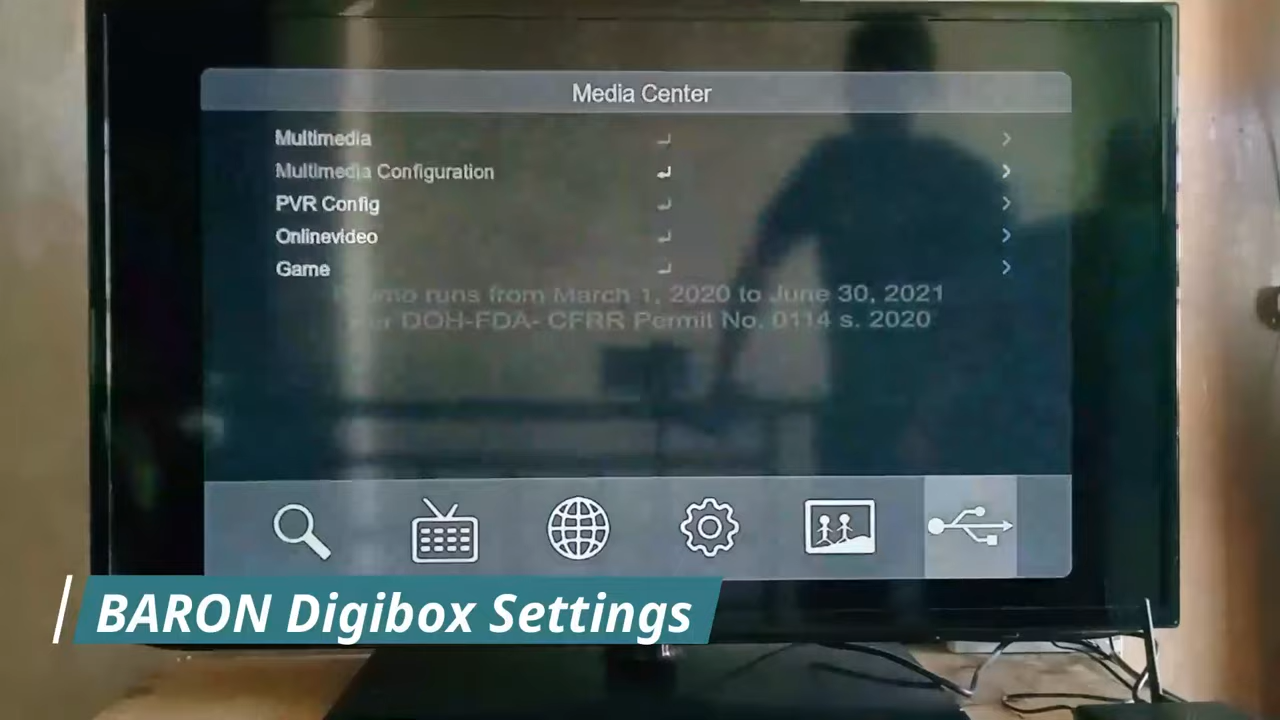 Media Center
Multimedia
Multimedia Configuration
PVR Config
Onlinevideo
Game
runs from March 1, 2020 to June 30, 2021
DOH-FDA- CFRR Permit No. 0114 s. 2020
BARON Digibox Settings